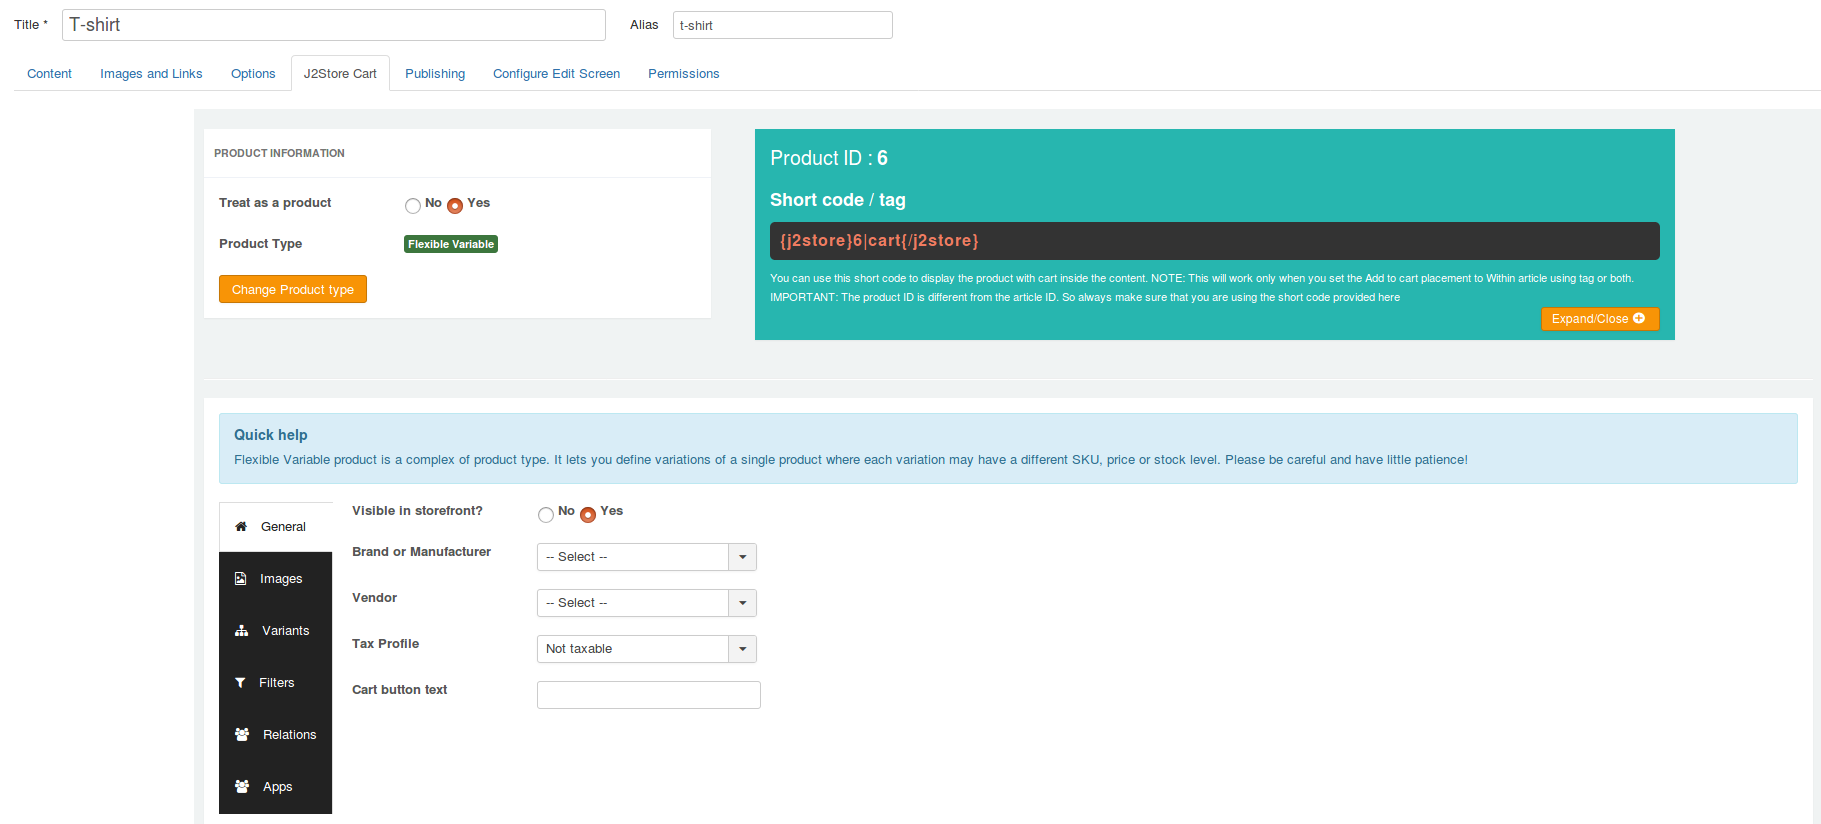 Title * T-shirt Alias t-shirt
Content Images and Links Options J2Store Cart Publishing Configure Edit Screen Permissions
PRODUCT INFORMATION
Treat as a product No Yes
Product Type Flexible Variable
Change Product type
Product ID : 6
Short code / tag
{j2store}6|cart{/j2store}
You can use this short code to display the product with cart inside the content. NOTE: This will work only when you set the Add to cart placement to Within article using tag or both.
IMPORTANT: The product ID is different from the article ID. So always make sure that you are using the short code provided here
Expand/Close
Quick help
Flexible Variable product is a complex of product type. It lets you define variations of a single product where each variation may have a different SKU, price or stock level. Please be careful and have little patience!
General
Images
Variants
Filters
Relations
Apps
Visible in storefront? No Yes
Brand or Manufacturer -- Select --
Vendor -- Select --
Tax Profile Not taxable
Cart button text